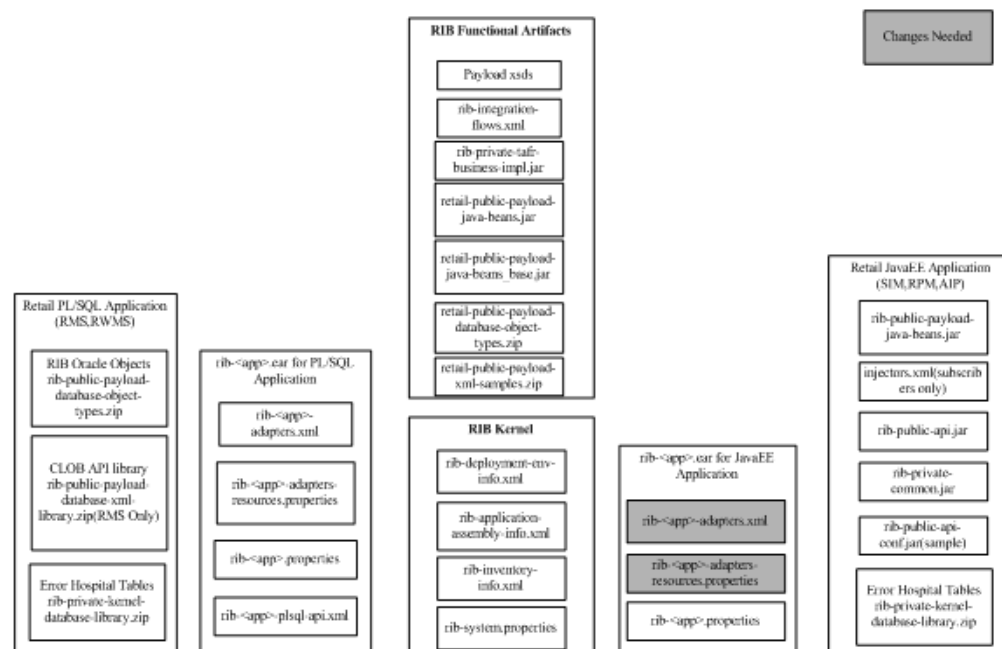 RIB Functional Artifacts
Payload xsds
rib-integration-
flows.xml
rib-private-tafr-
business-impl.jar
retail-public-payload-
java-beans.jar
retail-public-payload-
java-beans_base.jar
retail-public-payload-
database-object-
types.zip
retail-public-payload-
xml-samples.zip
Changes Needed
Retail PL/SQL Application
(RMS,RWMS)
RIB Oracle Objects
rib-public-payload-
database-object-
types.zip
CLOB API library
rib-public-payload-
database-xml-
library.zip(RMS Only)
Error Hospital Tables
rib-private-kernel-
database-library.zip
rib-<app>.ear for PL/SQL
Application
rib-<app>-
adapters.xml
rib-<app>-adapters-
resources.properties
rib-<app>.properties
rib-<app>-plsql-api.xml
RIB Kernel
rib-deployment-env-
info.xml
rib-application-
assembly-info.xml
rib-inventory-
info.xml
rib-system.properties
rib-<app>.ear for JavaEE
Application
rib-<app>-adapters.xml
rib-<app>-adapters-
resources.properties
rib-<app>.properties
Retail JavaEE Application
(SIM,RPM,AIP)
rib-public-payload-
java-beans.jar
injectors.xml(subscri
bers only)
rib-public-api.jar
rib-private-
common.jar
rib-public-api-
conf.jar(sample)
Error Hospital Tables
rib-private-kernel-
database-library.zip